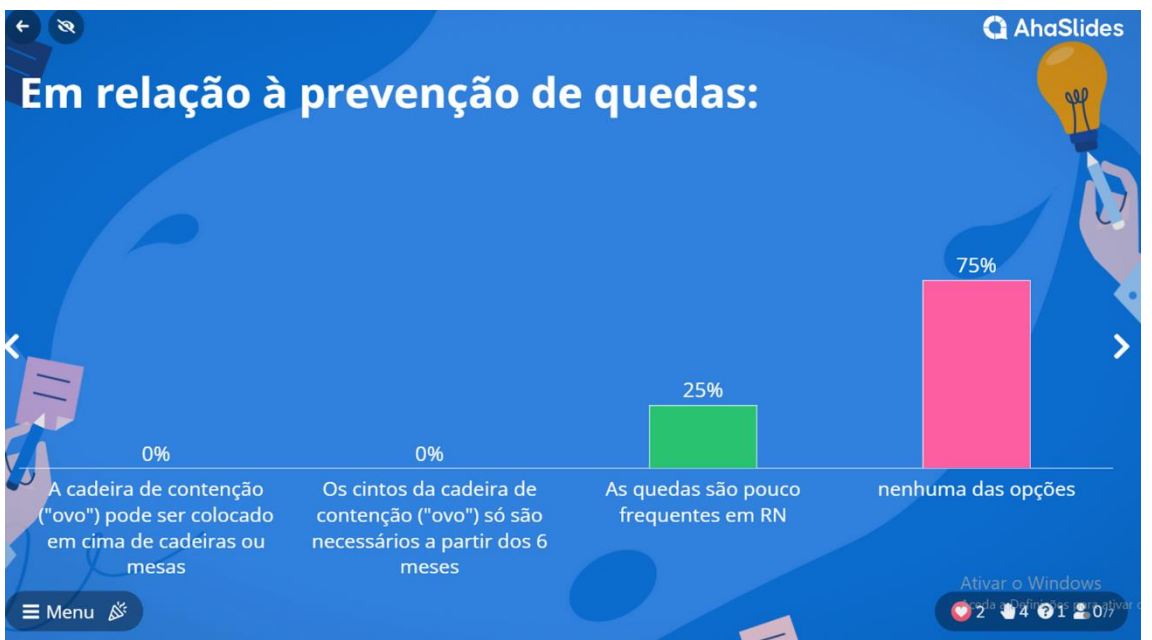 AhaSlides
Em relação à prevenção de quedas:
75%
25%
0%
0%
A cadeira de contenção
("ovo") pode ser colocado
em cima de cadeiras ou
mesas
Os cintos da cadeira de
contenção ("ovo") só são
necessários a partir dos 6
meses
As quedas são pouco
frequentes em RN
nenhuma das opções
Ativar o Windows
Menu
2 4 1